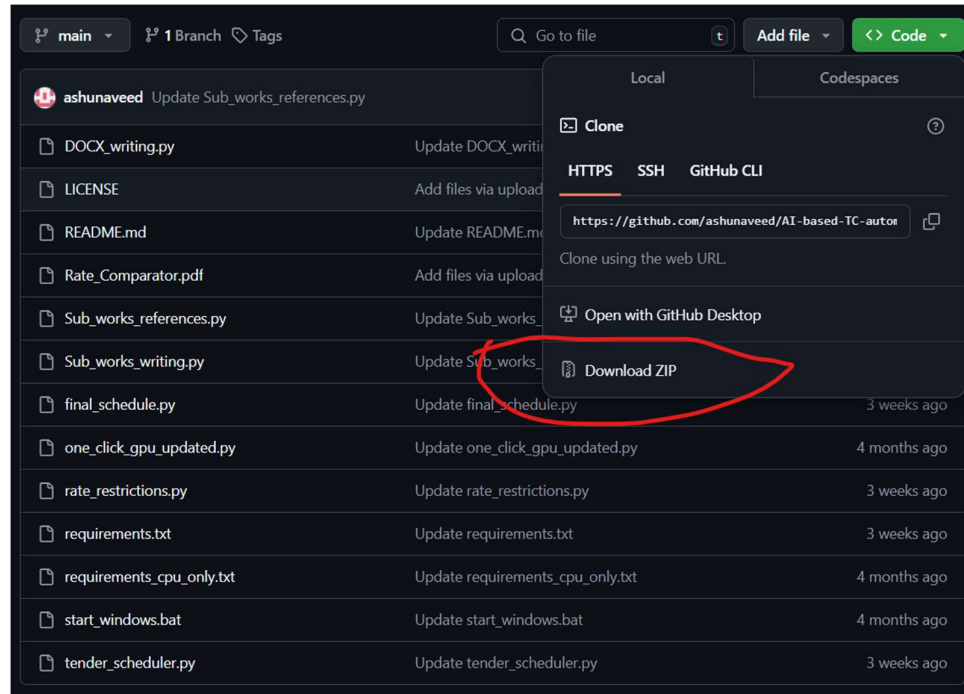 main 1 Branch Tags Go to file t Add file Code
Local Codespaces
ashunaveed Update Sub_works_references.py
Clone
DOCX_writing.py Update DOCX_writi
HTTPS SSH GitHub CLI
LICENSE Add files via upload
https://github.com/ashunaveed/AI-based-TC-autom
README.md Update README.m
Clone using the web URL.
Rate_Comparator.pdf Add files via upload
Sub_works_references.py Update Sub_works_
Open with GitHub Desktop
Sub_works_writing.py Update Sub_works_
Download ZIP
final_schedule.py Update final_schedule.py 3 weeks ago
one_click_gpu_updated.py Update one_click_gpu_updated.py 4 months ago
rate_restrictions.py Update rate_restrictions.py 3 weeks ago
requirements.txt Update requirements.txt 3 weeks ago
requirements_cpu_only.txt Update requirements_cpu_only.txt 4 months ago
start_windows.bat Update start_windows.bat 4 months ago
tender_scheduler.py Update tender_scheduler.py 3 weeks ago